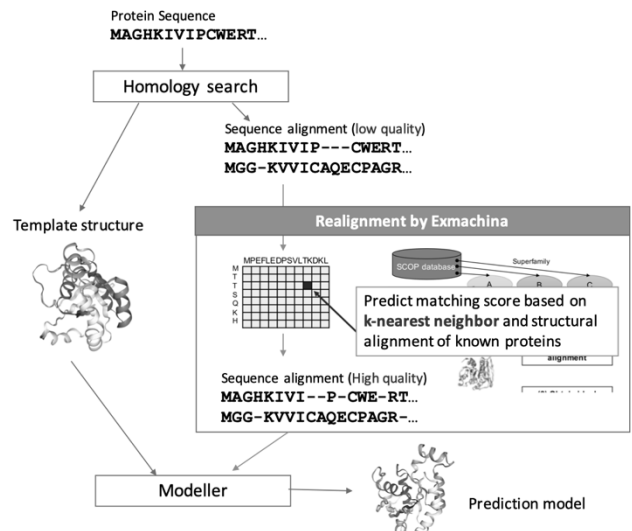 Protein Sequence
MAGHKIVIPCWERT...
Homology search
Sequence alignment (low quality)
MAGHKIVIP---CWERT...
MGG-KVVICAQECPAGR...
Template structure
Realignment by Exmachina
MPEFLEDPSVLTKDKL
M
T
T
S
Q
K
H
SCOP database
Superfamily
A
B
C
Predict matching score based on
k-nearest neighbor and structural
alignment of known proteins
alignment
Sequence alignment (High quality)
MAGHKIVI--P-CWE-RT...
MGG-KVVICAQECPAGR-...
Modeller
Prediction model